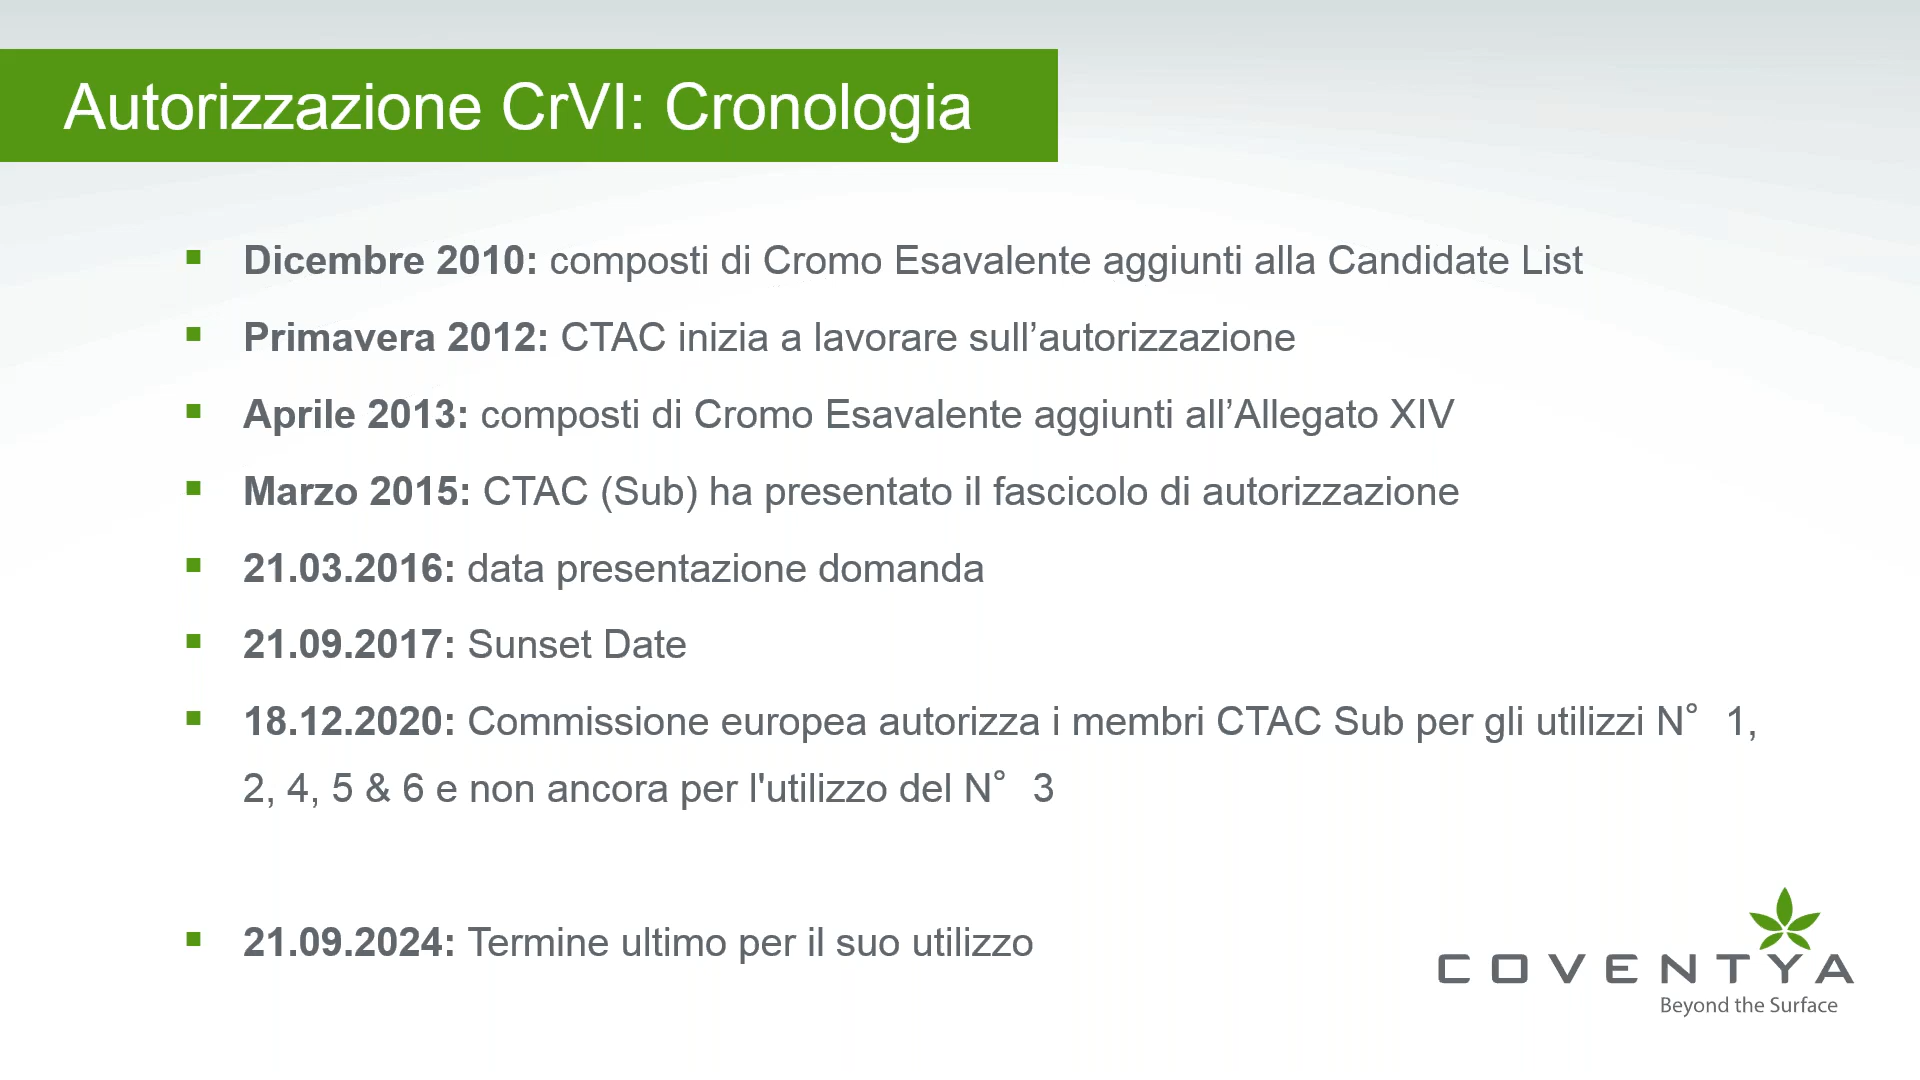 Autorizzazione CrVI: Cronologia
▪ Dicembre 2010: composti di Cromo Esavalente aggiunti alla Candidate List
▪ Primavera 2012: CTAC inizia a lavorare sull’autorizzazione
▪ Aprile 2013: composti di Cromo Esavalente aggiunti all’Allegato XIV
▪ Marzo 2015: CTAC (Sub) ha presentato il fascicolo di autorizzazione
▪ 21.03.2016: data presentazione domanda
▪ 21.09.2017: Sunset Date
▪ 18.12.2020: Commissione europea autorizza i membri CTAC Sub per gli utilizzi N° 1,
2, 4, 5 & 6 e non ancora per l'utilizzo del N° 3
▪ 21.09.2024: Termine ultimo per il suo utilizzo
COVENTYA
Beyond the Surface